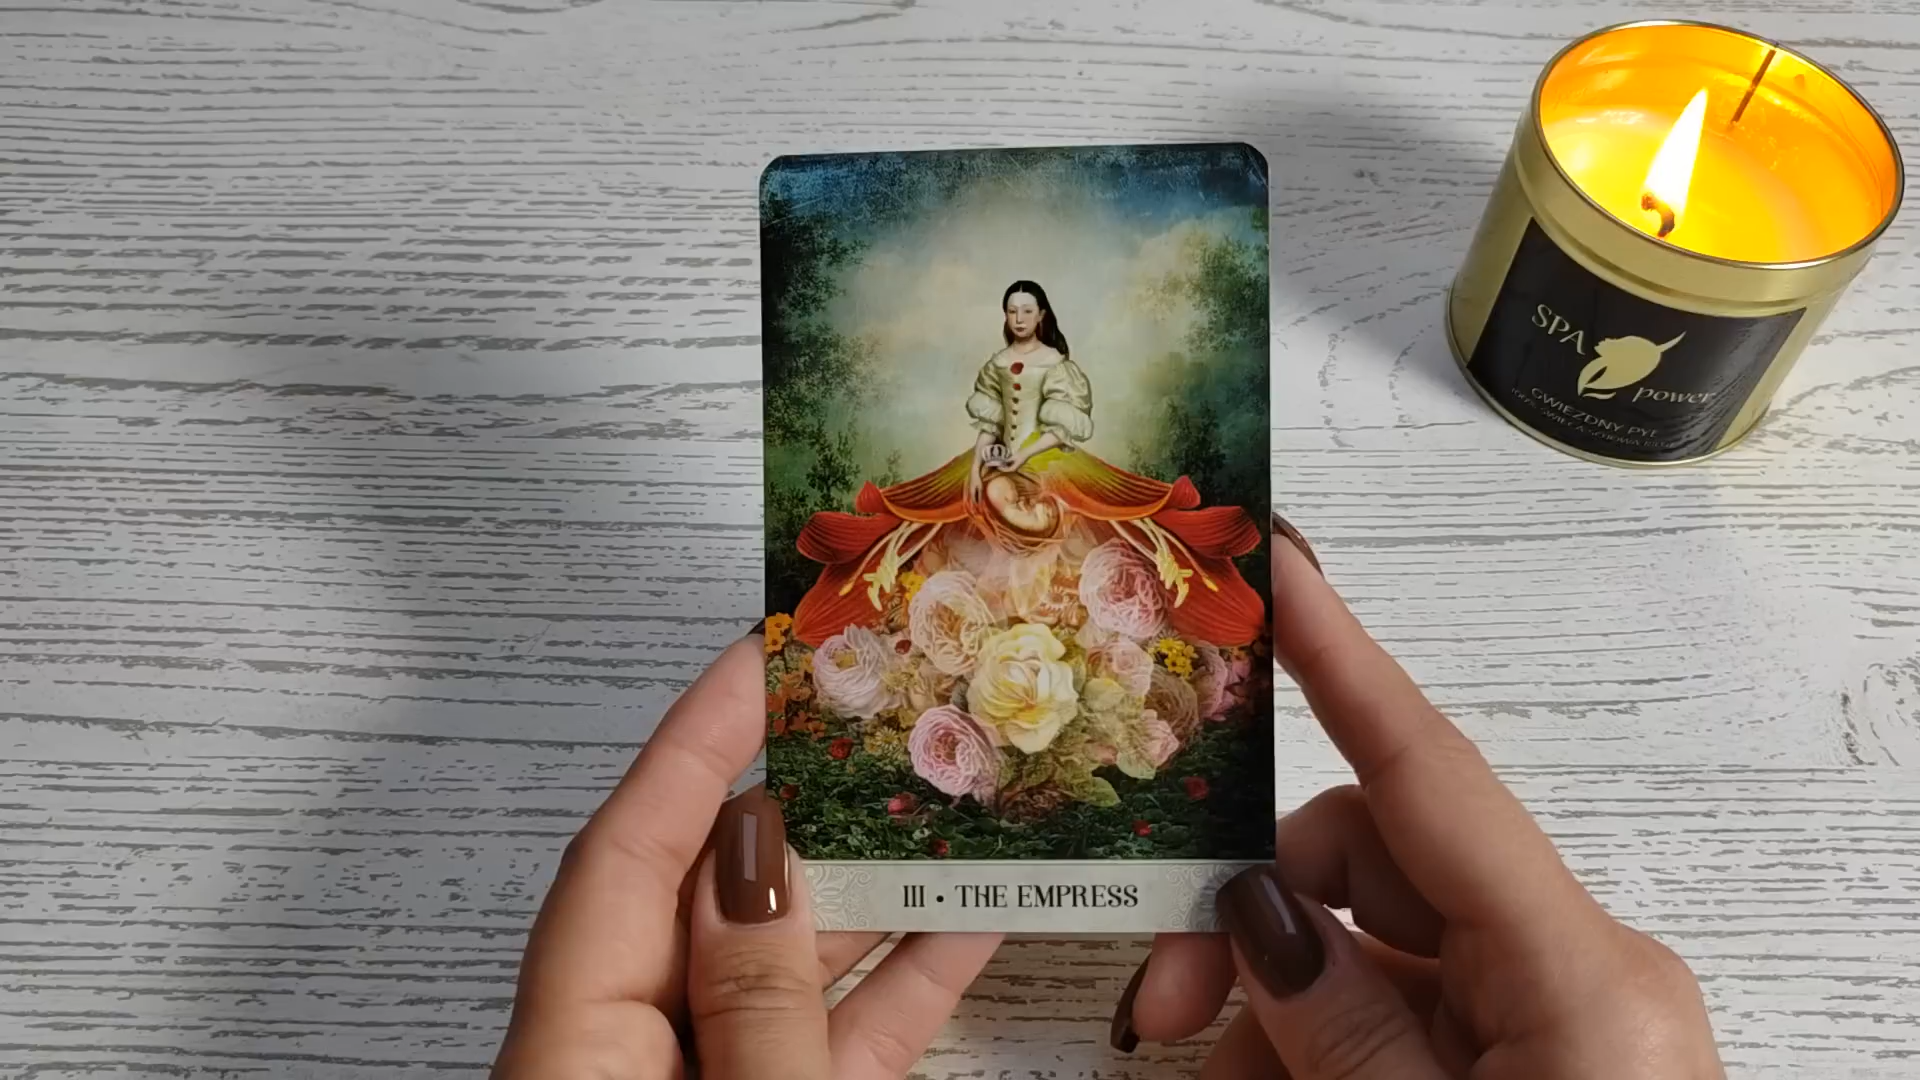 III • THE EMPRESS
SPA
power
GWIEZDNY PYŁ